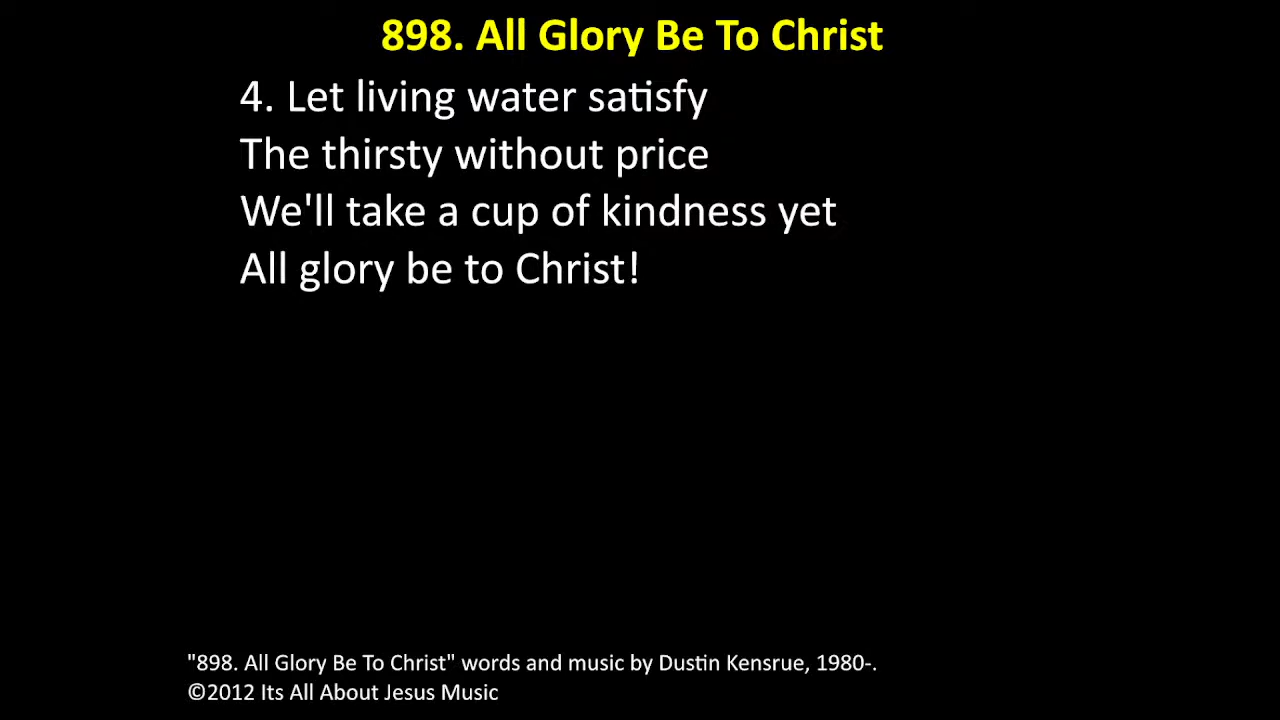 898. All Glory Be To Christ
4. Let living water satisfy
The thirsty without price
We'll take a cup of kindness yet
All glory be to Christ!
"898. All Glory Be To Christ" words and music by Dustin Kensrue, 1980-.
©2012 Its All About Jesus Music